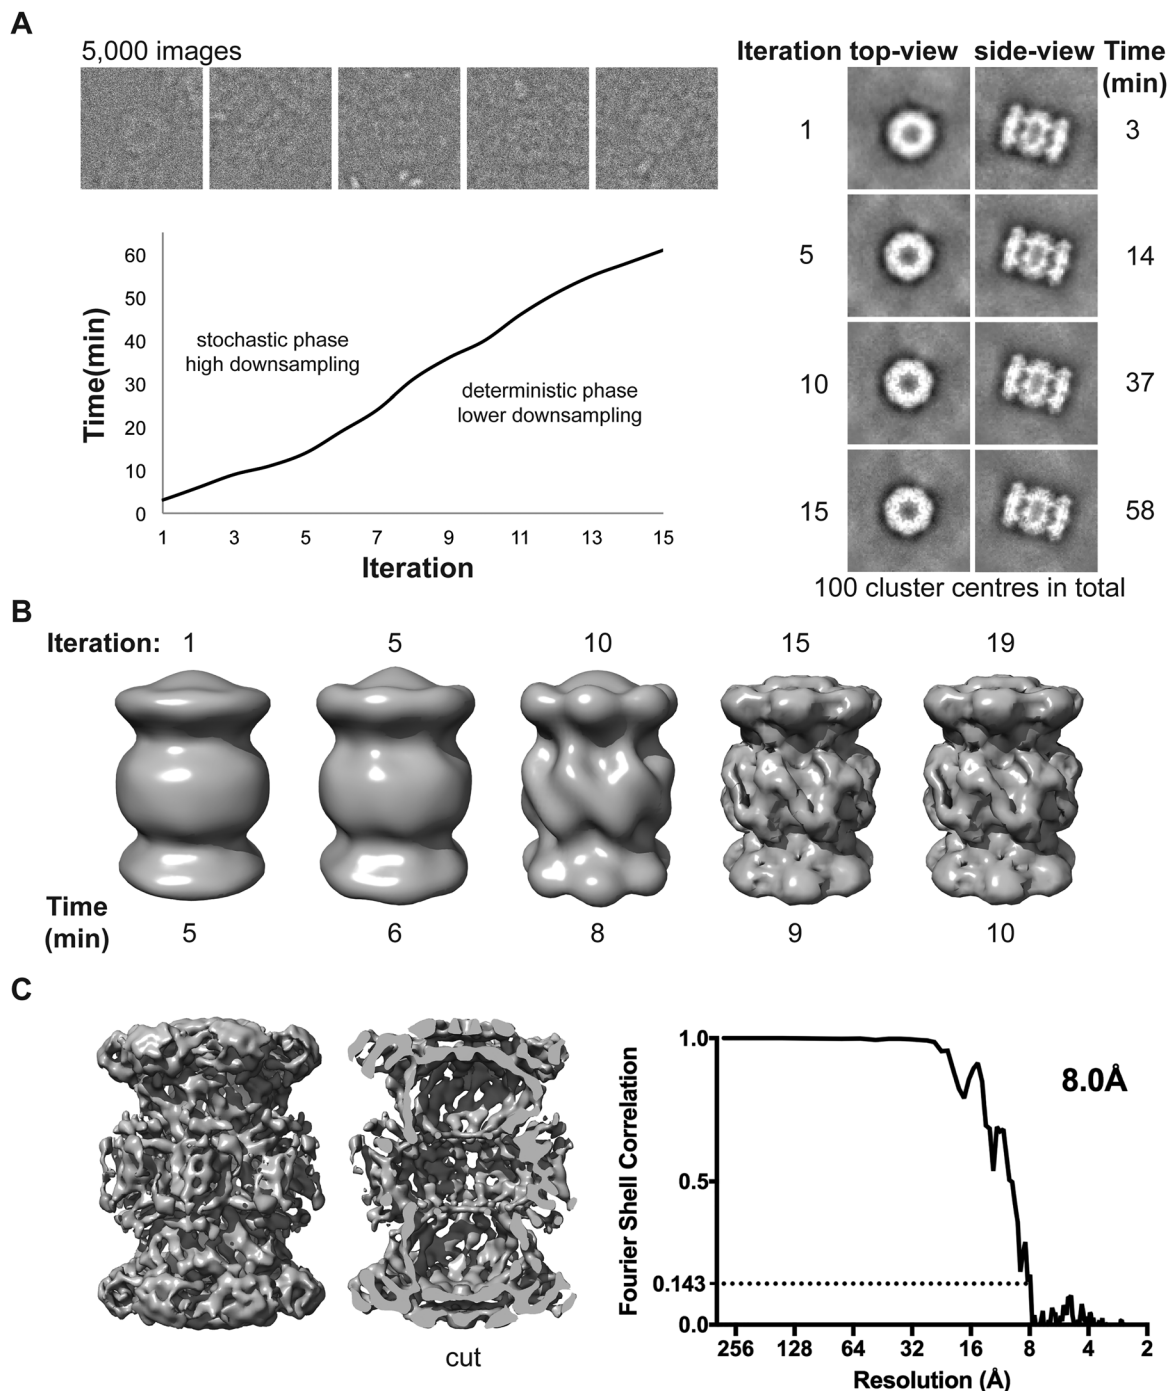 A
5,000 images
Iteration top-view side-view Time
(min)
1 3
5 14
10 37
15 58
100 cluster centres in total
60
50
40
30
20
10
0
Time(min)
stochastic phase
high downsampling
deterministic phase
lower downsampling
1 3 5 7 9 11 13 15
Iteration
B
Iteration: 1 5 10 15 19
Time
(min) 5 6 8 9 10
C
cut
Fourier Shell Correlation
1.0
0.5
0.143
0.0
8.0Å
256 128 64 32 16 8 4 2
Resolution (Å)